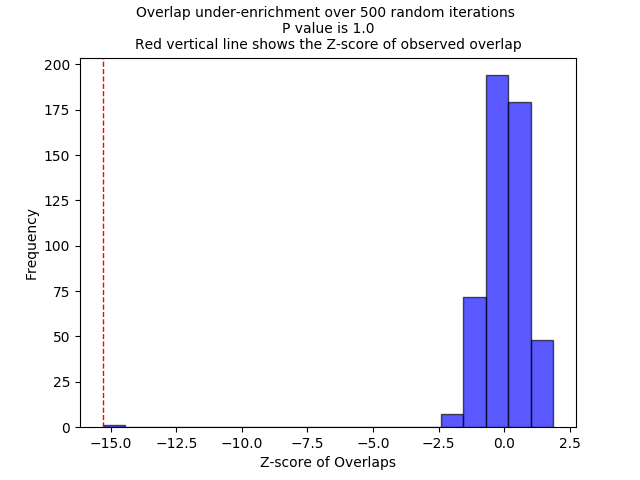 Overlap under-enrichment over 500 random iterations
P value is 1.0
Red vertical line shows the Z-score of observed overlap
200
175
150
125
100
75
50
25
0
Frequency
−15.0 −12.5 −10.0 −7.5 −5.0 −2.5 0.0 2.5
Z-score of Overlaps